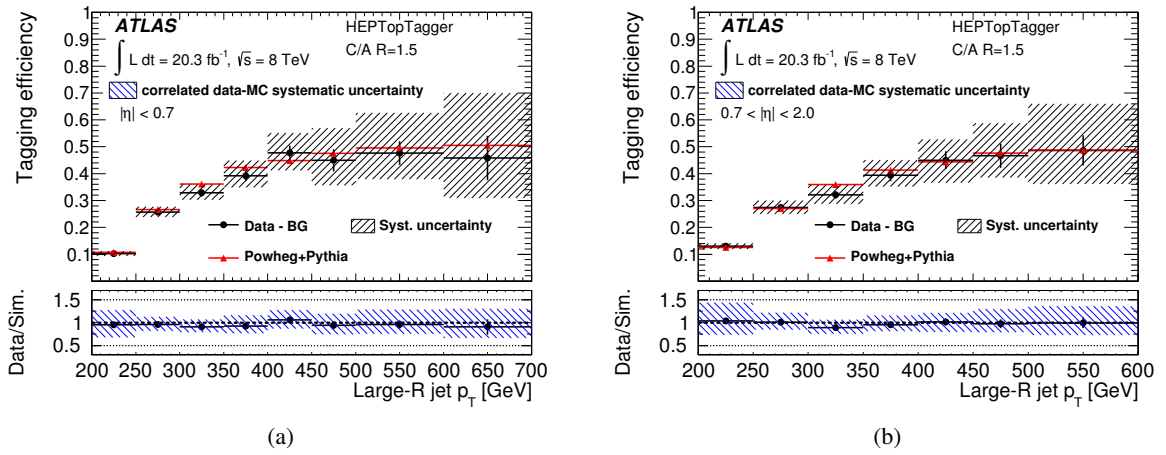 ATLAS
HEPTopTagger
C/A R=1.5
∫ L dt = 20.3 fb⁻¹, √s = 8 TeV
correlated data-MC systematic uncertainty
|η| < 0.7
Tagging efficiency
1
0.9
0.8
0.7
0.6
0.5
0.4
0.3
0.2
0.1
Data - BG
Syst. uncertainty
Powheg+Pythia
Data/Sim.
1.5
1
0.5
200 250 300 350 400 450 500 550 600 650 700
Large-R jet p_T [GeV]
(a)
ATLAS
HEPTopTagger
C/A R=1.5
∫ L dt = 20.3 fb⁻¹, √s = 8 TeV
correlated data-MC systematic uncertainty
0.7 < |η| < 2.0
Tagging efficiency
1
0.9
0.8
0.7
0.6
0.5
0.4
0.3
0.2
0.1
Data - BG
Syst. uncertainty
Powheg+Pythia
Data/Sim.
1.5
1
0.5
200 250 300 350 400 450 500 550 600
Large-R jet p_T [GeV]
(b)